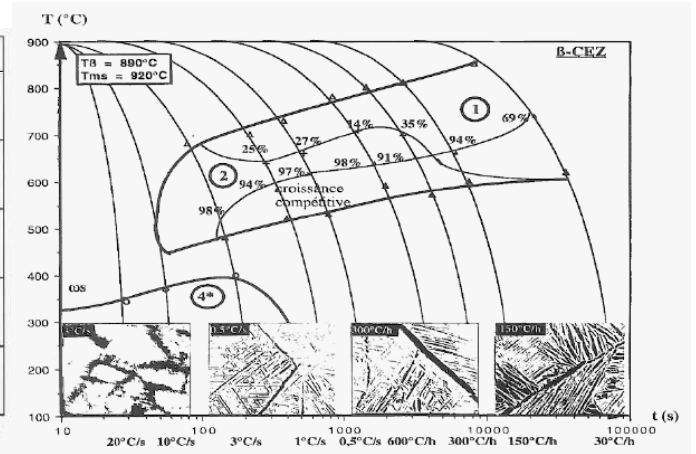 T (°C)
900
800
700
600
500
400
300
200
100
Tß = 890°C
Tms = 920°C
ß-CEZ
1
69%
14%
35%
94%
25%
27%
98%
91%
2
94%
97%
croissance
compétitive
98%
ωs
4*
0.5°C/s
300°C/h
150°C/h
10
100
1000
10000
100000
t (s)
20°C/s
10°C/s
3°C/s
1°C/s
0,5°C/s
600°C/h
300°C/h
150°C/h
30°C/h